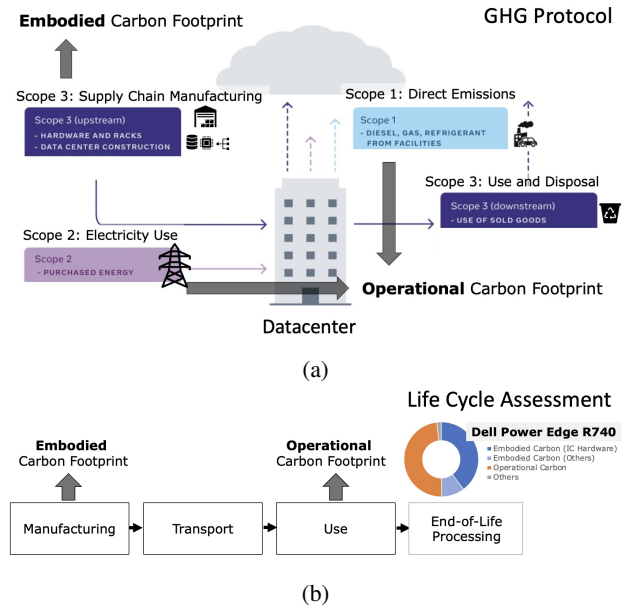 Embodied Carbon Footprint
GHG Protocol
Scope 3: Supply Chain Manufacturing
Scope 3 (upstream)
- HARDWARE AND RACKS
- DATA CENTER CONSTRUCTION
Scope 1: Direct Emissions
Scope 1
- DIESEL, GAS, REFRIGERANT
FROM FACILITIES
Scope 3: Use and Disposal
Scope 3 (downstream)
- USE OF SOLD GOODS
Scope 2: Electricity Use
Scope 2
- PURCHASED ENERGY
Operational Carbon Footprint
Datacenter
(a)
Life Cycle Assessment
Dell Power Edge R740
Embodied Carbon (IC Hardware)
Embodied Carbon (Others)
Operational Carbon
Others
Embodied
Carbon Footprint
Operational
Carbon Footprint
Manufacturing
Transport
Use
End-of-Life
Processing
(b)